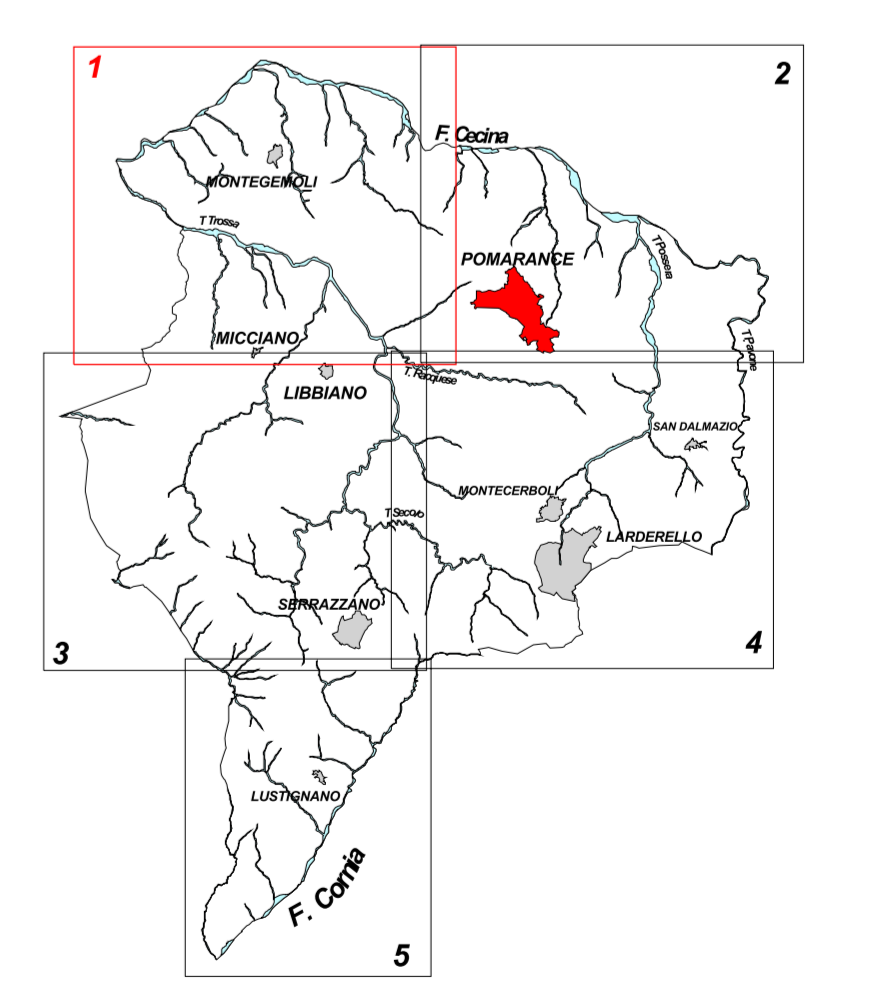 1
2
F. Cecina
MONTEGEMOLI
T Trossa
T Possera
POMARANCE
MICCIANO
T Pavone
T. Racquese
LIBBIANO
SAN DALMAZIO
MONTECERBOLI
T Secolo
LARDERELLO
SERRAZZANO
3
4
LUSTIGNANO
F. Cornia
5